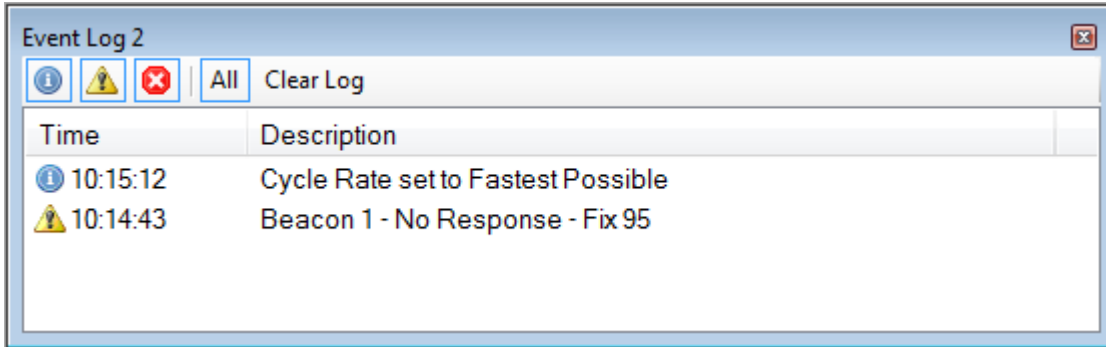 Event Log 2
All Clear Log
Time Description
10:15:12 Cycle Rate set to Fastest Possible
10:14:43 Beacon 1 - No Response - Fix 95